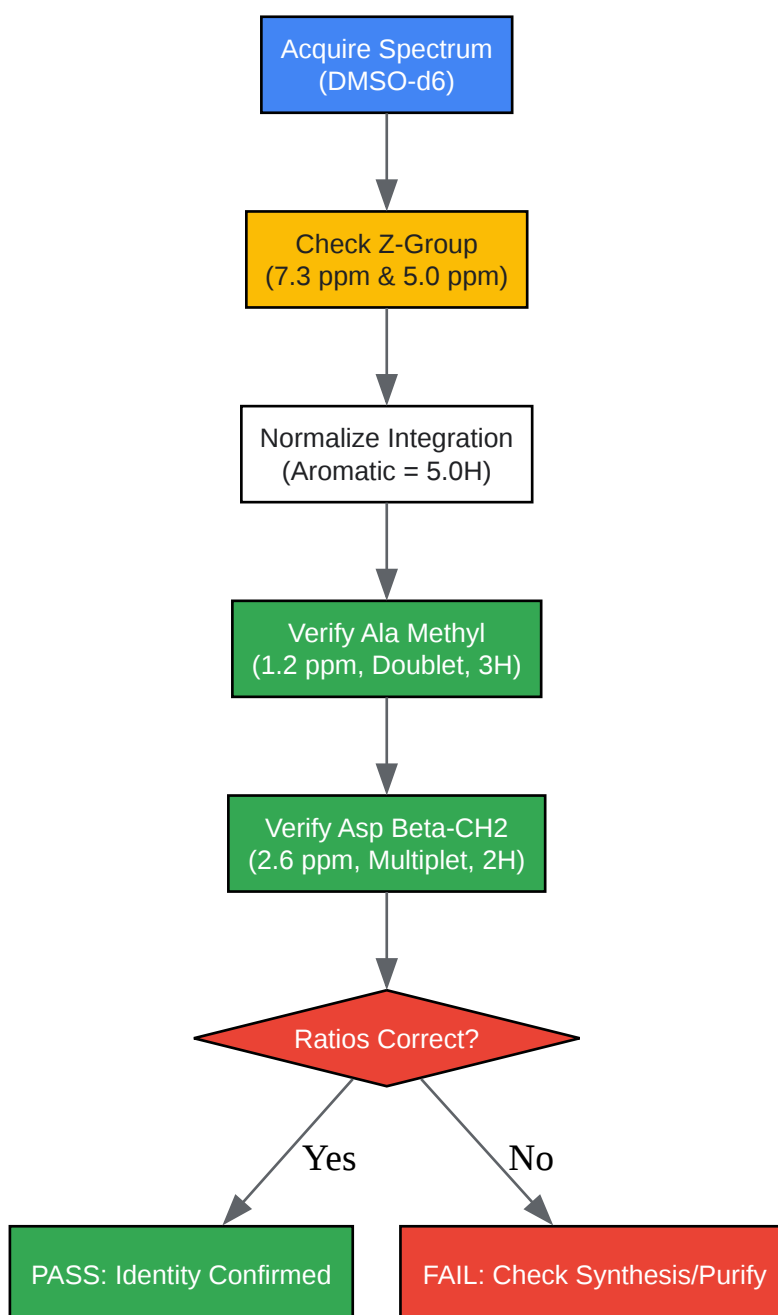 Acquire Spectrum
(DMSO-d6)
Check Z-Group
(7.3 ppm & 5.0 ppm)
Normalize Integration
(Aromatic = 5.0H)
Verify Ala Methyl
(1.2 ppm, Doublet, 3H)
Verify Asp Beta-CH2
(2.6 ppm, Multiplet, 2H)
Ratios Correct?
Yes
No
PASS: Identity Confirmed
FAIL: Check Synthesis/Purify